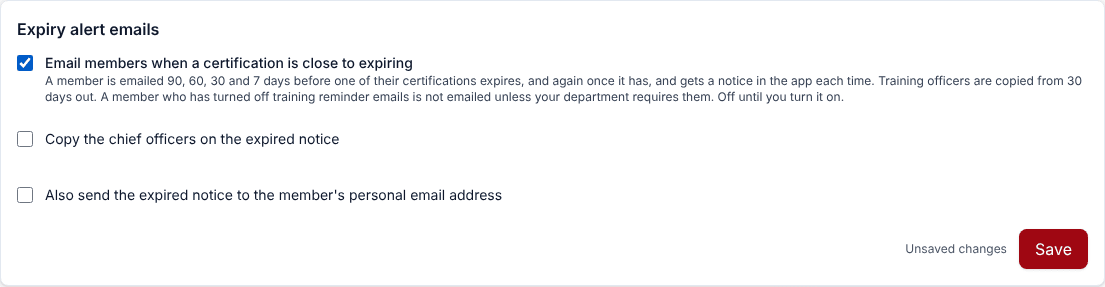 Expiry alert emails
Email members when a certification is close to expiring
A member is emailed 90, 60, 30 and 7 days before one of their certifications expires, and again once it has, and gets a notice in the app each time. Training officers are copied from 30
days out. A member who has turned off training reminder emails is not emailed unless your department requires them. Off until you turn it on.
Copy the chief officers on the expired notice
Also send the expired notice to the member's personal email address
Unsaved changes
Save